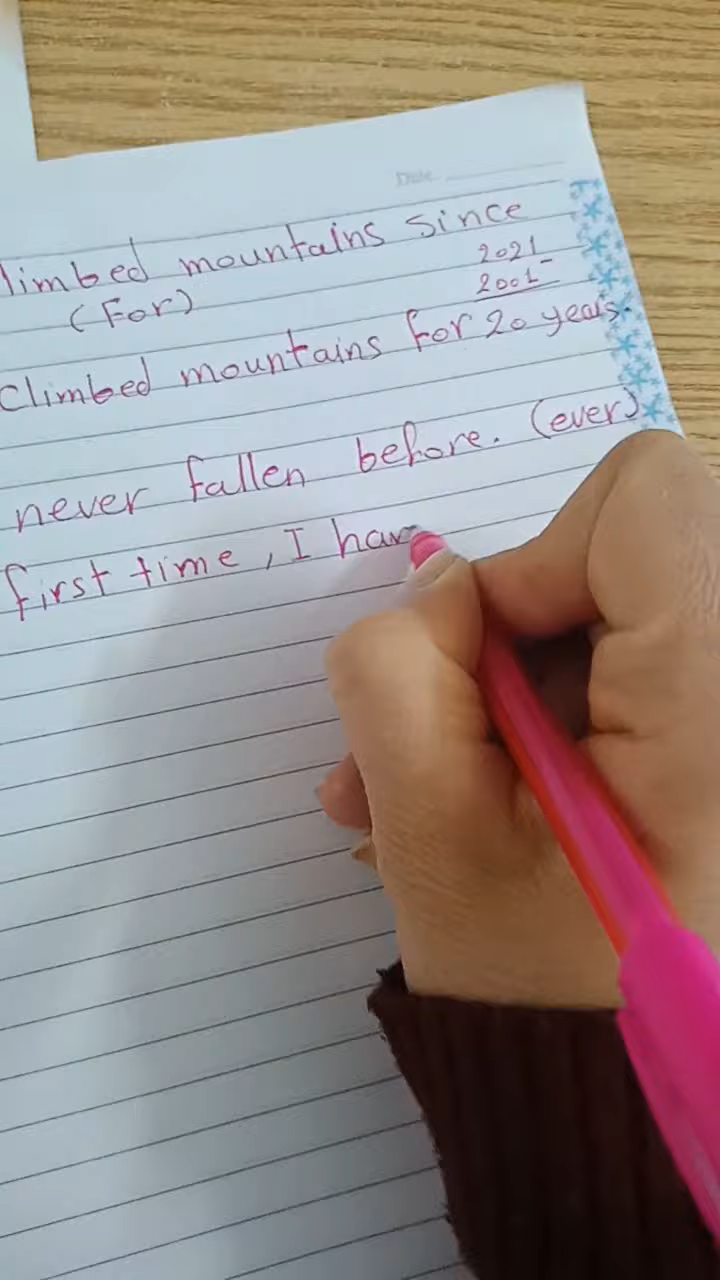 Date
limbed mountains since
2021
(For)
2001
Climbed mountains for 20 years.
never fallen before. (ever)
first time, I hav